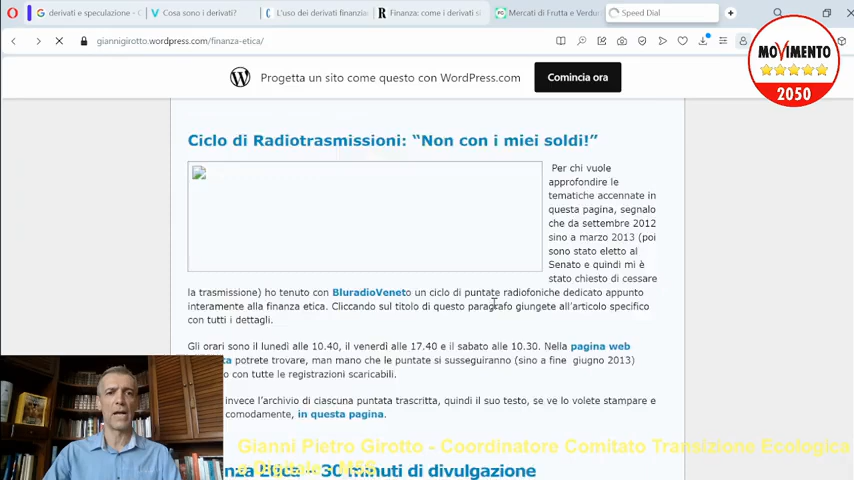 derivati e speculazione - G
Cosa sono i derivati?
L'uso dei derivati finanzia
Finanza: come i derivati s
Mercati di Frutta e Verdu
Speed Dial
giannigirotto.wordpress.com/finanza-etica/
MOVIMENTO
2050
Progetta un sito come questo con WordPress.com
Comincia ora
Ciclo di Radiotrasmissioni: “Non con i miei soldi!”
Per chi vuole
approfondire le
tematiche accennate in
questa pagina, segnalo
che da settembre 2012
sino a marzo 2013 (poi
sono stato eletto al
Senato e quindi mi è
stato chiesto di cessare
la trasmissione) ho tenuto con BluradioVeneto un ciclo di puntate radiofoniche dedicato appunto
interamente alla finanza etica. Cliccando sul titolo di questo paragrafo giungete all’articolo specifico
con tutti i dettagli.
Gli orari sono il lunedì alle 10.40, il venerdì alle 17.40 e il sabato alle 10.30. Nella pagina web
potrete trovare, man mano che le puntate si susseguiranno (sino a fine giugno 2013)
con tutte le registrazioni scaricabili.
invece l’archivio di ciascuna puntata trascritta, quindi il suo testo, se ve lo volete stampare e
comodamente, in questa pagina.
Gianni Pietro Girotto - Coordinatore Comitato Transizione Ecologica
e Digitale - M5S
nza Etica – 30 minuti di divulgazione